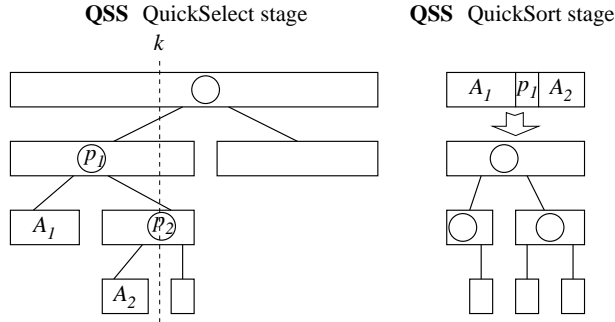 QSS QuickSelect stage
QSS QuickSort stage
k
A1 p1 A2
p1
A1
p2
A2